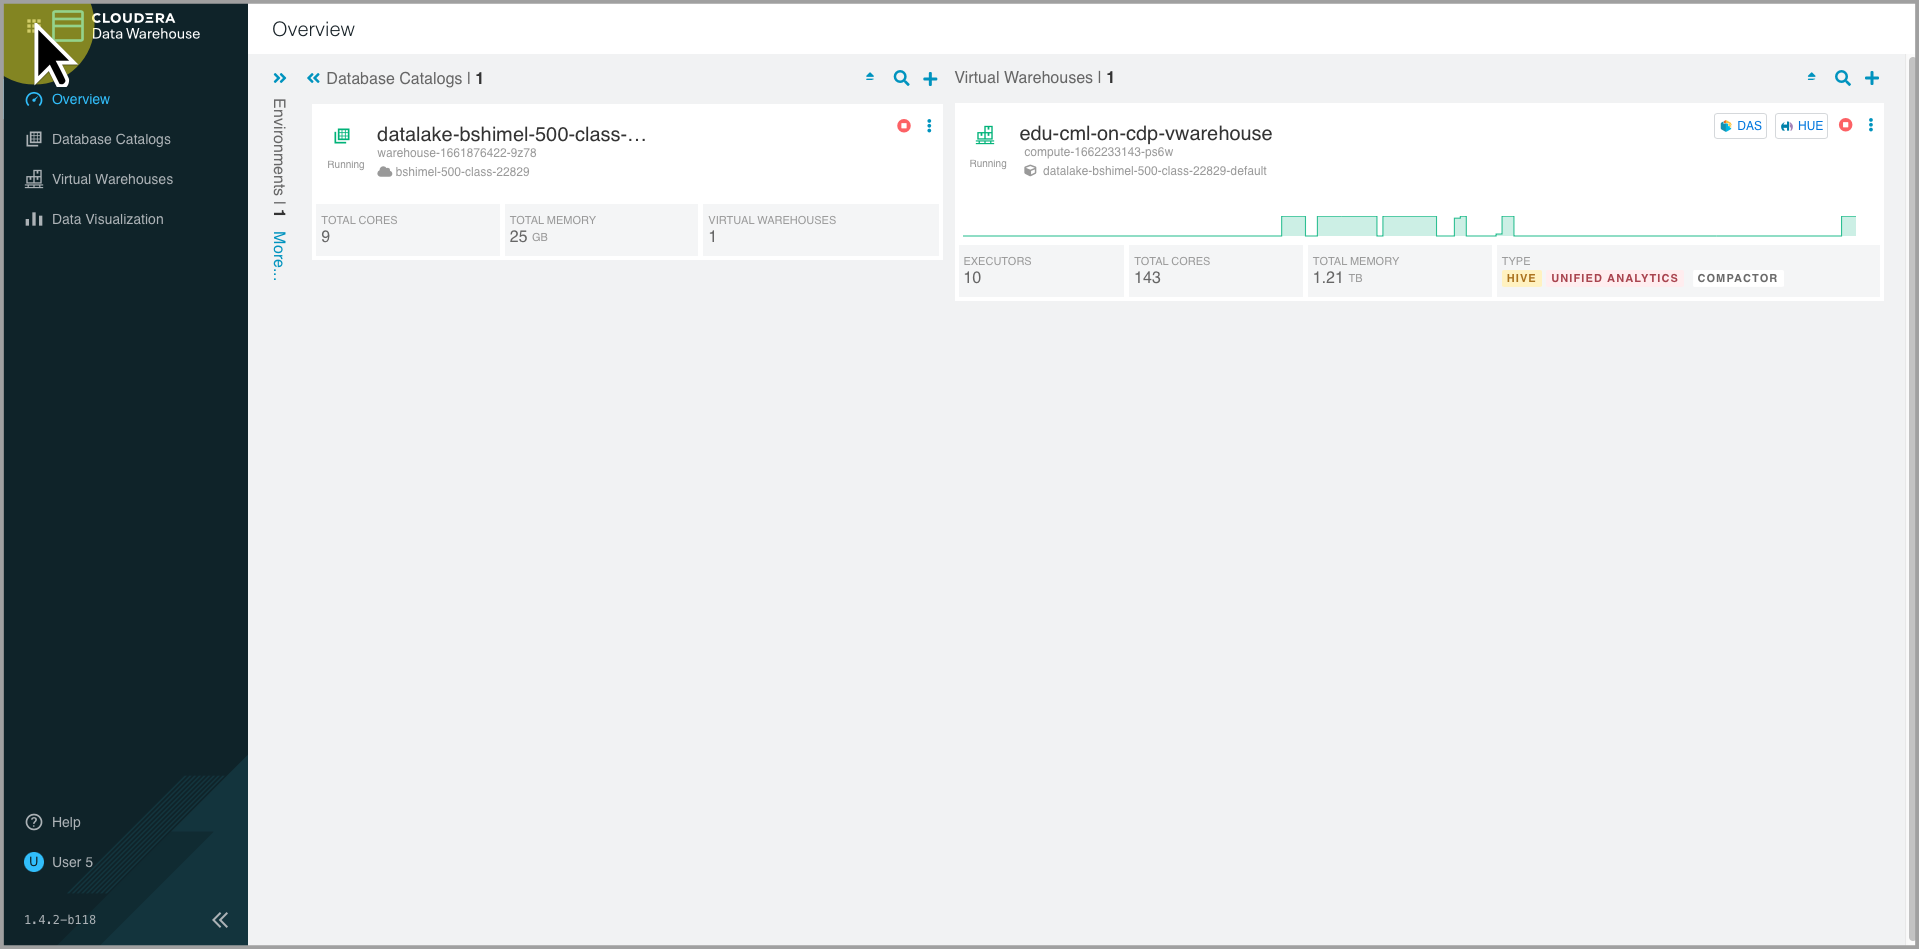 CLOUDERA
Data Warehouse
Overview
Database Catalogs
Virtual Warehouses
Data Visualization
Help
U User 5
1.4.2-b118
Overview
Environments | 1 More...
Database Catalogs | 1
datalake-bshimel-500-class-...
warehouse-1661876422-9z78
Running
bshimel-500-class-22829
TOTAL CORES
9
TOTAL MEMORY
25 GB
VIRTUAL WAREHOUSES
1
Virtual Warehouses | 1
edu-cml-on-cdp-vwarehouse
DAS HUE
compute-1662233143-ps6w
Running
datalake-bshimel-500-class-22829-default
EXECUTORS
10
TOTAL CORES
143
TOTAL MEMORY
1.21 TB
TYPE
HIVE UNIFIED ANALYTICS COMPACTOR